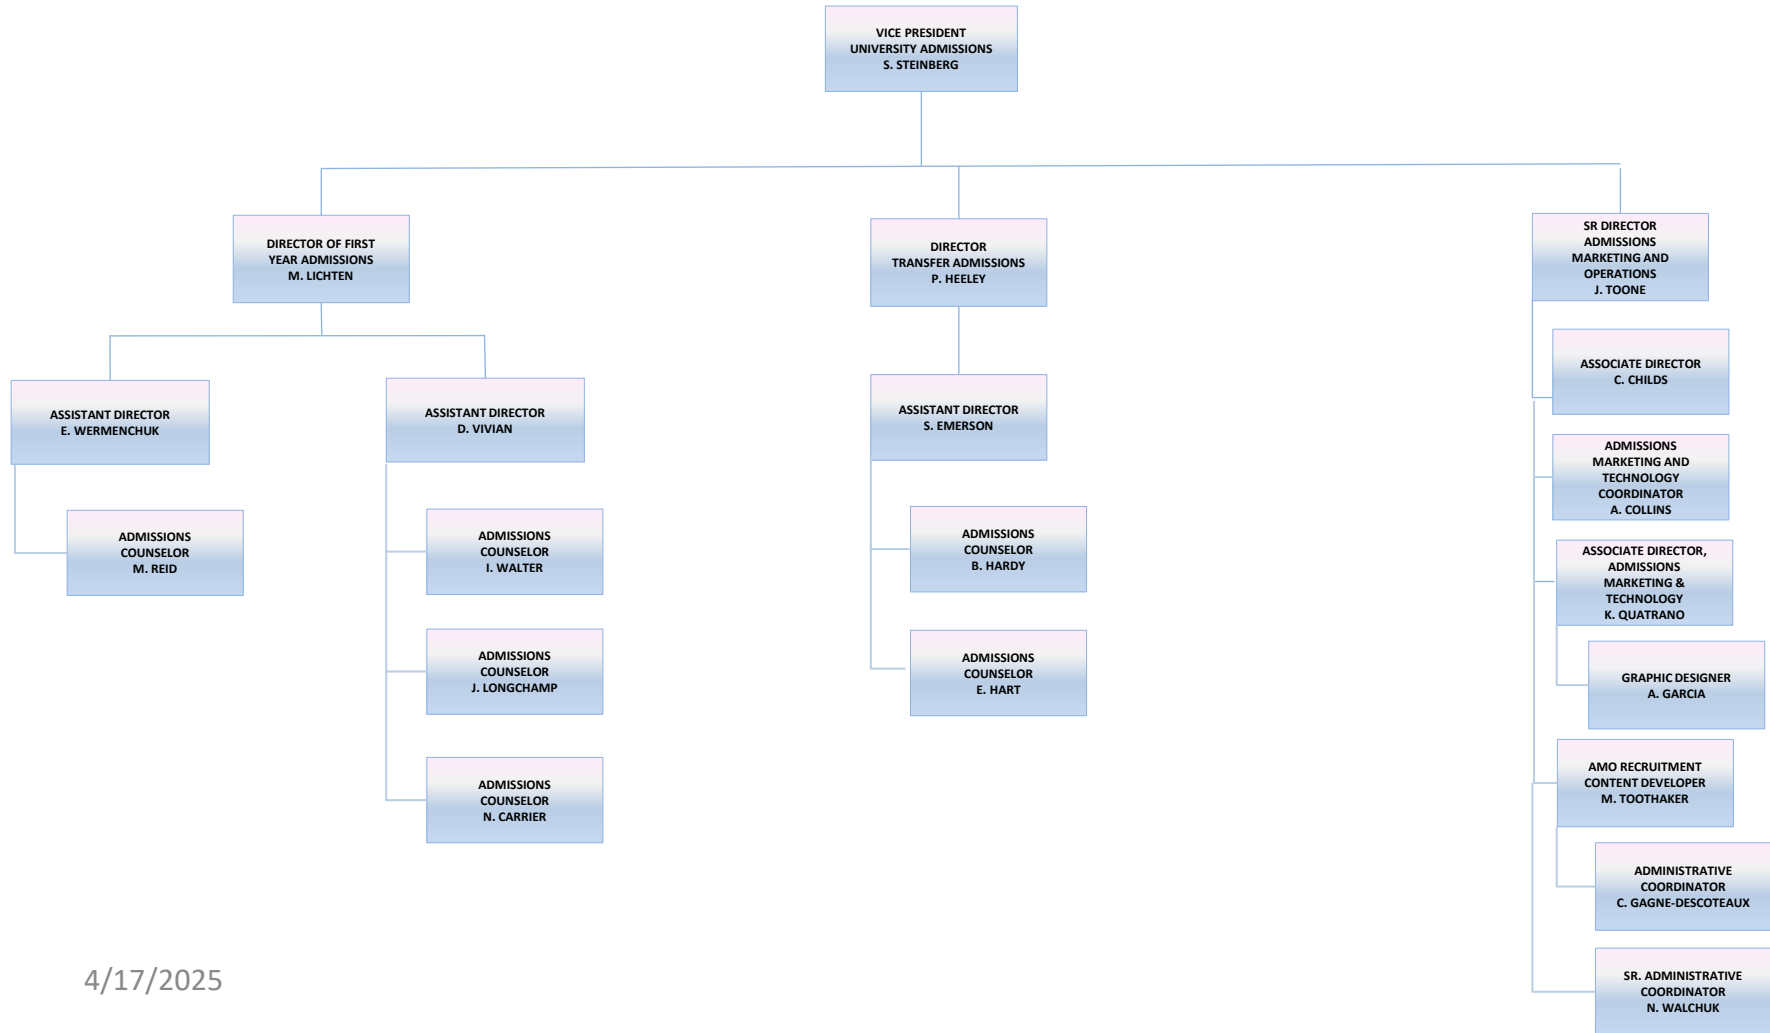 VICE PRESIDENT
UNIVERSITY ADMISSIONS
S. STEINBERG
DIRECTOR OF FIRST
YEAR ADMISSIONS
M. LICHTEN
DIRECTOR
TRANSFER ADMISSIONS
P. HEELEY
SR DIRECTOR
ADMISSIONS
MARKETING AND
OPERATIONS
J. TOONE
ASSISTANT DIRECTOR
E. WERMENCHUK
ADMISSIONS
COUNSELOR
M. REID
ASSISTANT DIRECTOR
D. VIVIAN
ADMISSIONS
COUNSELOR
I. WALTER
ADMISSIONS
COUNSELOR
J. LONGCHAMP
ADMISSIONS
COUNSELOR
N. CARRIER
ASSISTANT DIRECTOR
S. EMERSON
ADMISSIONS
COUNSELOR
B. HARDY
ADMISSIONS
COUNSELOR
E. HART
ASSOCIATE DIRECTOR
C. CHILDS
ADMISSIONS
MARKETING AND
TECHNOLOGY
COORDINATOR
A. COLLINS
ASSOCIATE DIRECTOR,
ADMISSIONS
MARKETING &
TECHNOLOGY
K. QUATRANO
GRAPHIC DESIGNER
A. GARCIA
AMO RECRUITMENT
CONTENT DEVELOPER
M. TOOTHAKER
ADMINISTRATIVE
COORDINATOR
C. GAGNE-DESCOTEAUX
SR. ADMINISTRATIVE
COORDINATOR
N. WALCHUK
4/17/2025